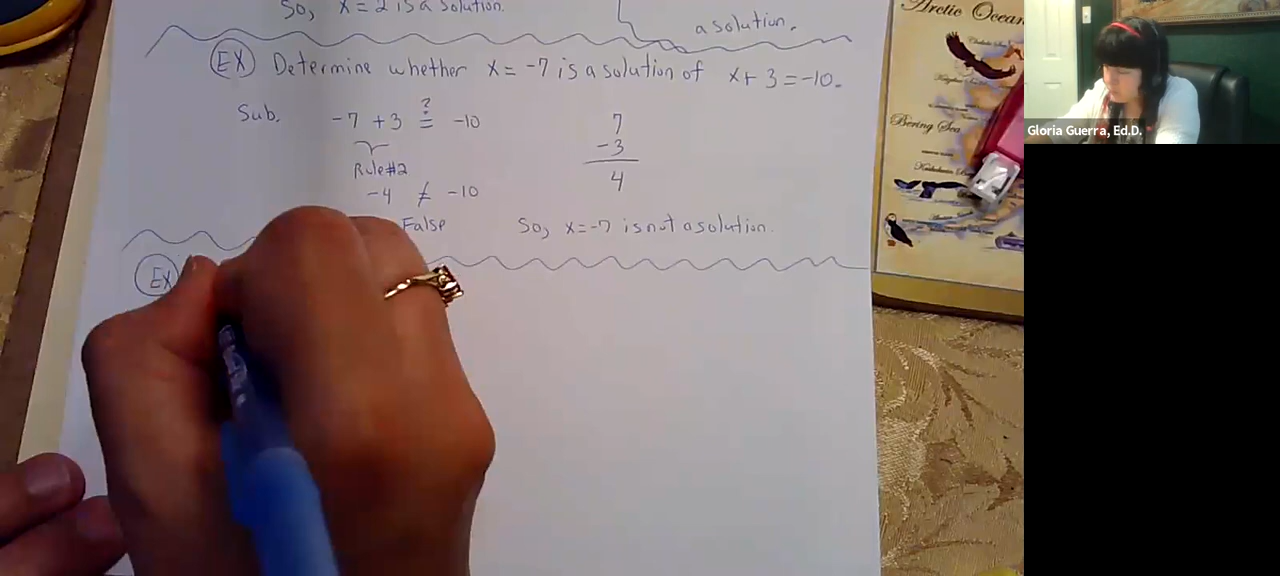 So, x = 2 is a solution.
a solution.
EX Determine whether x = -7 is a solution of x + 3 = -10.
Sub. -7 + 3 ≟ -10
Rule #2
-4 ≠ -10
False
7
-3
4
So, x = -7 is not a solution.
EX
Arctic Ocean
Bering Sea
Gloria Guerra, Ed.D.